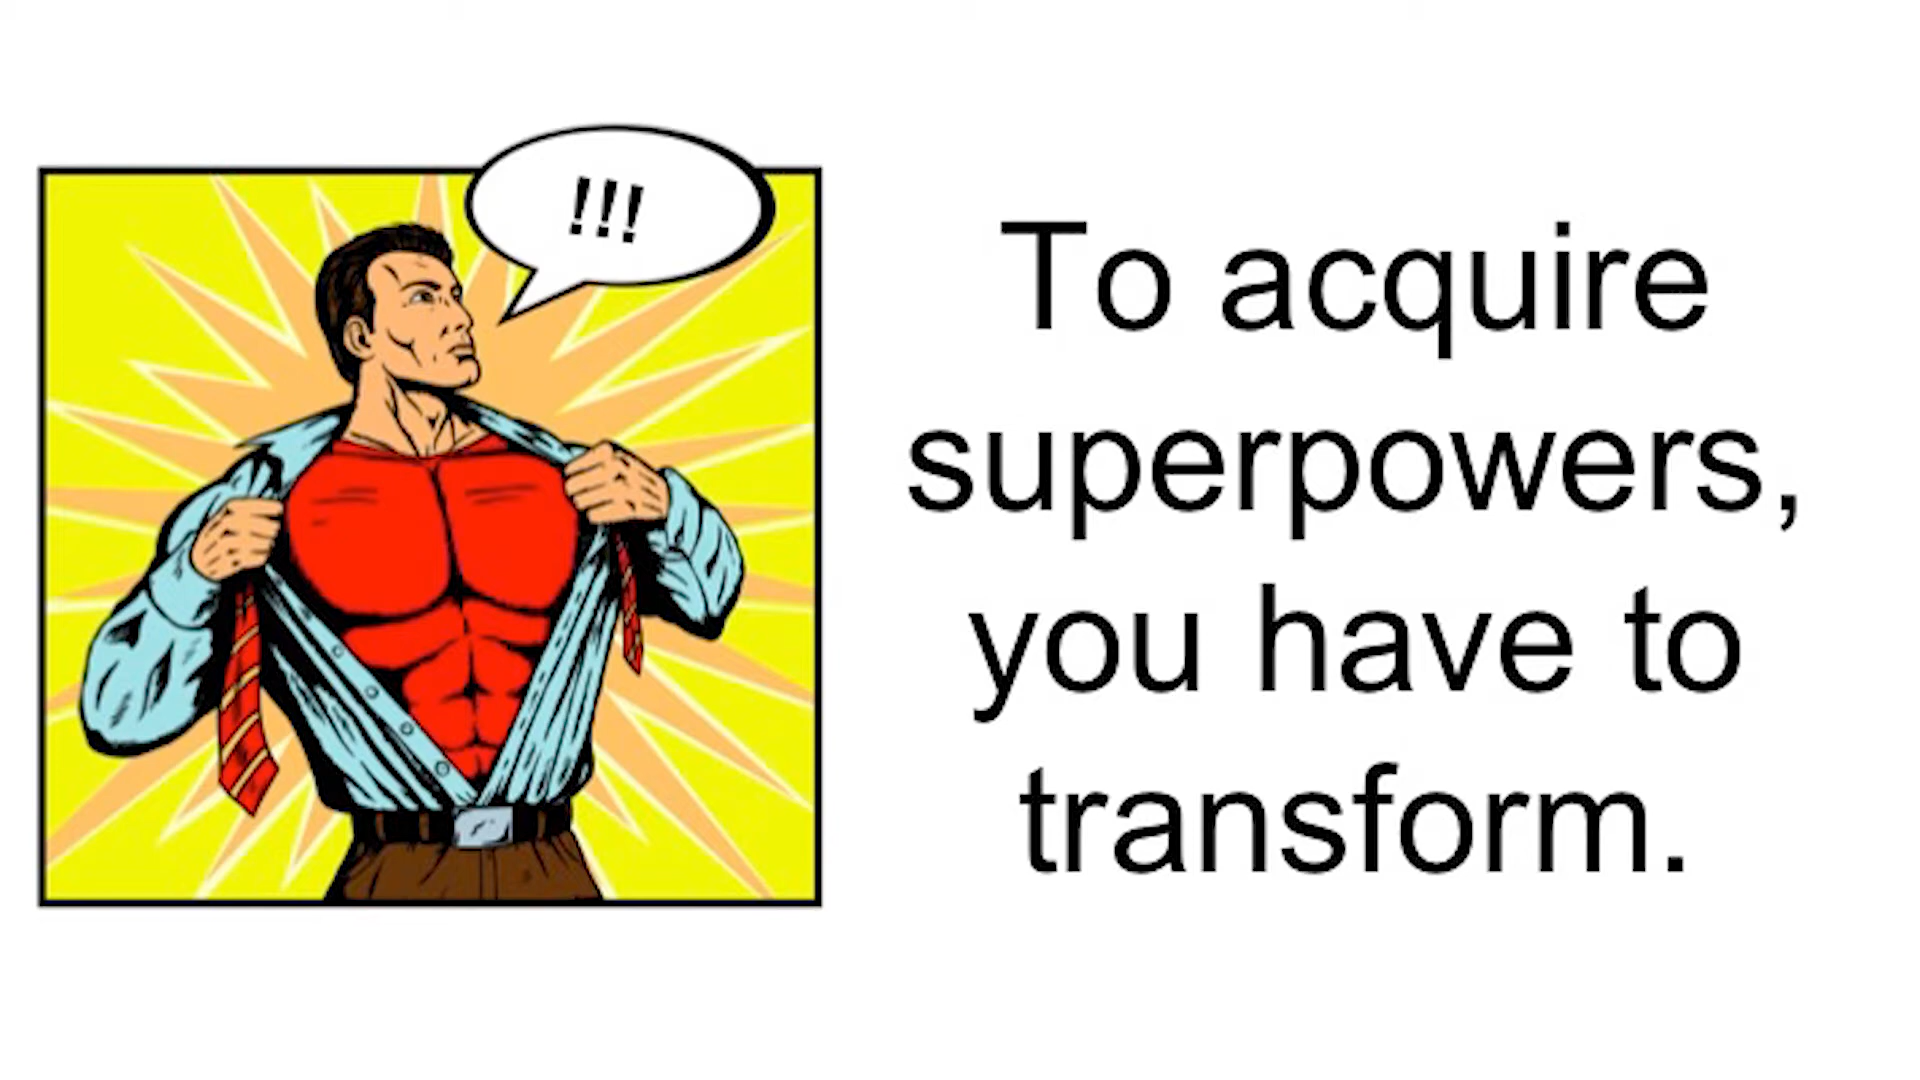 !!!
To acquire
superpowers,
you have to
transform.